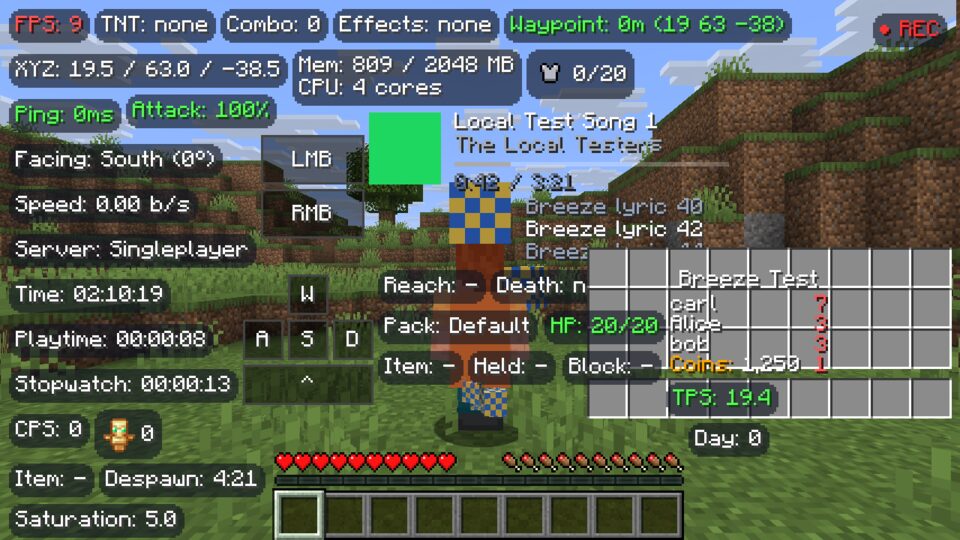 FPS: 9 TNT: none Combo: 0 Effects: none Waypoint: 0m (19 63 -38) • REC
XYZ: 19.5 / 63.0 / -38.5 Mem: 809 / 2048 MB
CPU: 4 cores
0/20
Ping: 0ms Attack: 100%
Local Test Song 1
The Local Testers
Facing: South (0°) LMB
0:42 / 3:21
Speed: 0.00 b/s RMB
Breeze lyric 40
Breeze lyric 42
Breeze lyric 44
Server: Singleplayer
Breeze Test
Reach: - Death: n
Time: 02:10:19 W
carl 7
Alice 3
bob 3
Coins: 1,250 1
Pack: Default HP: 20/20
Playtime: 00:00:08 A S D
Item: - Held: - Block: -
Stopwatch: 00:00:13 ^
TPS: 19.4
CPS: 0 0
Day: 0
Item: - Despawn: 4:21
Saturation: 5.0